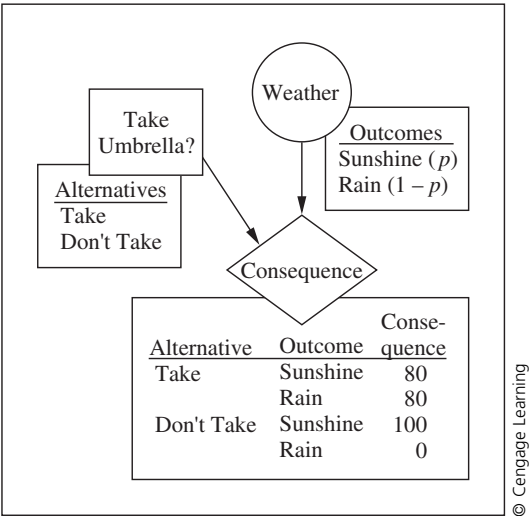 Weather
Take
Umbrella?
Outcomes
Sunshine (p)
Rain (1 – p)
Alternatives
Take
Don't Take
Consequence
Conse-
Alternative Outcome quence
Take Sunshine 80
Rain 80
Don't Take Sunshine 100
Rain 0
© Cengage Learning